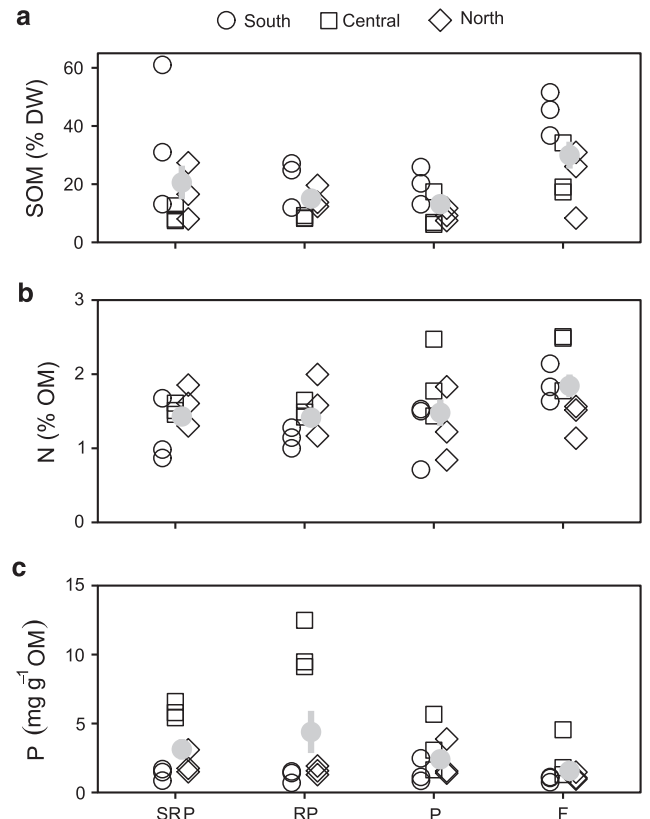 a
South Central North
60
40
20
0
SOM (% DW)
b
3
2
1
0
N (% OM)
c
15
10
5
0
P (mg g⁻¹ OM)
SRP RP P F